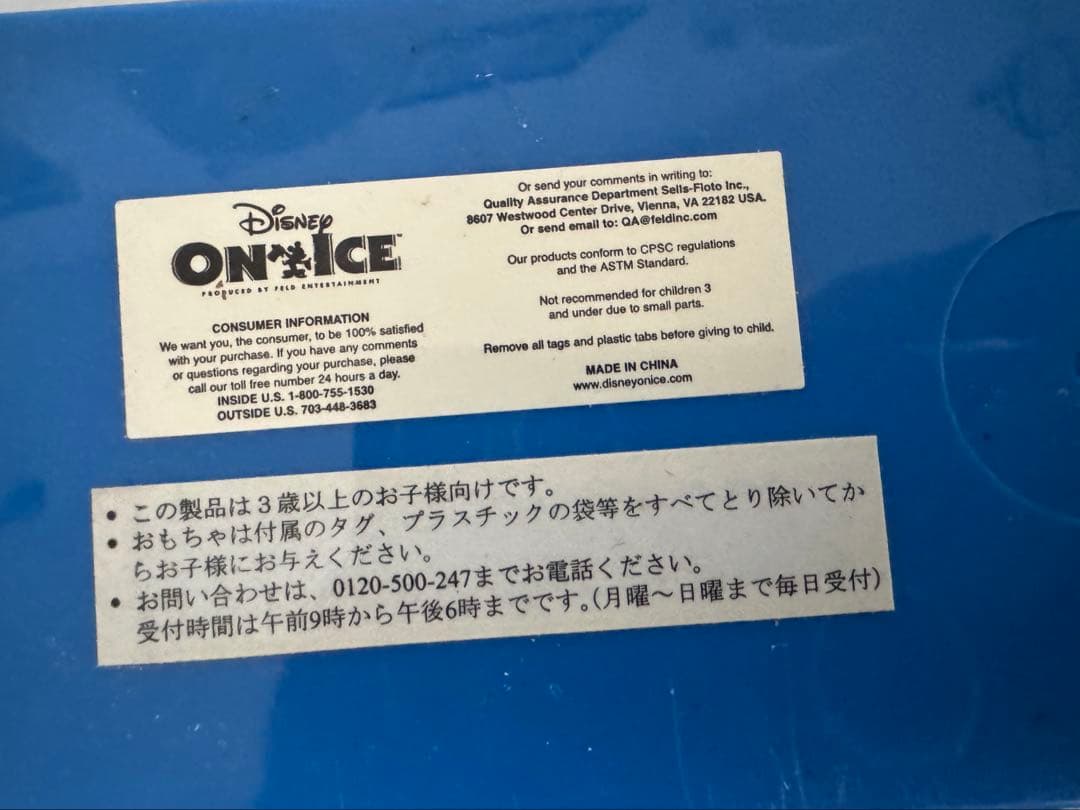 Disney
ON ICE
PRODUCED BY FELD ENTERTAINMENT
CONSUMER INFORMATION
We want you, the consumer, to be 100% satisfied
with your purchase. If you have any comments
or questions regarding your purchase, please
call our toll free number 24 hours a day.
INSIDE U.S. 1-800-755-1530
OUTSIDE U.S. 703-448-3683
Or send your comments in writing to:
Quality Assurance Department Sells-Floto Inc.,
8607 Westwood Center Drive, Vienna, VA 22182 USA.
Or send email to: QA@feldinc.com
Our products conform to CPSC regulations
and the ASTM Standard.
Not recommended for children 3
and under due to small parts.
Remove all tags and plastic tabs before giving to child.
MADE IN CHINA
www.disneyonice.com
• この製品は3歳以上のお子様向けです。
• おもちゃは付属のタグ、プラスチックの袋等をすべてとり除いてか
らお子様にお与えください。
• お問い合わせは、0120-500-247までお電話ください。
受付時間は午前9時から午後6時までです。(月曜～日曜まで毎日受付)